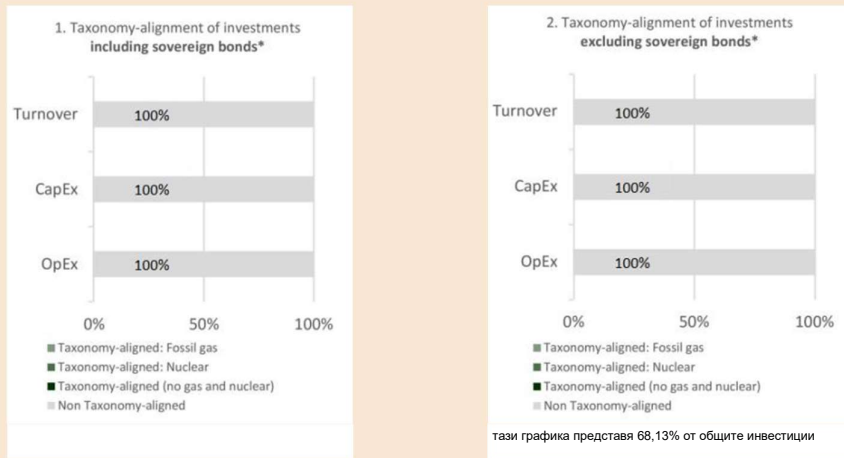 1. Taxonomy-alignment of investments
including sovereign bonds*
Turnover
100%
CapEx
100%
OpEx
100%
0%
50%
100%
Taxonomy-aligned: Fossil gas
Taxonomy-aligned: Nuclear
Taxonomy-aligned (no gas and nuclear)
Non Taxonomy-aligned
2. Taxonomy-alignment of investments
excluding sovereign bonds*
Turnover
100%
CapEx
100%
OpEx
100%
0%
50%
100%
Taxonomy-aligned: Fossil gas
Taxonomy-aligned: Nuclear
Taxonomy-aligned (no gas and nuclear)
Non Taxonomy-aligned
тази графика представя 68,13% от общите инвестиции